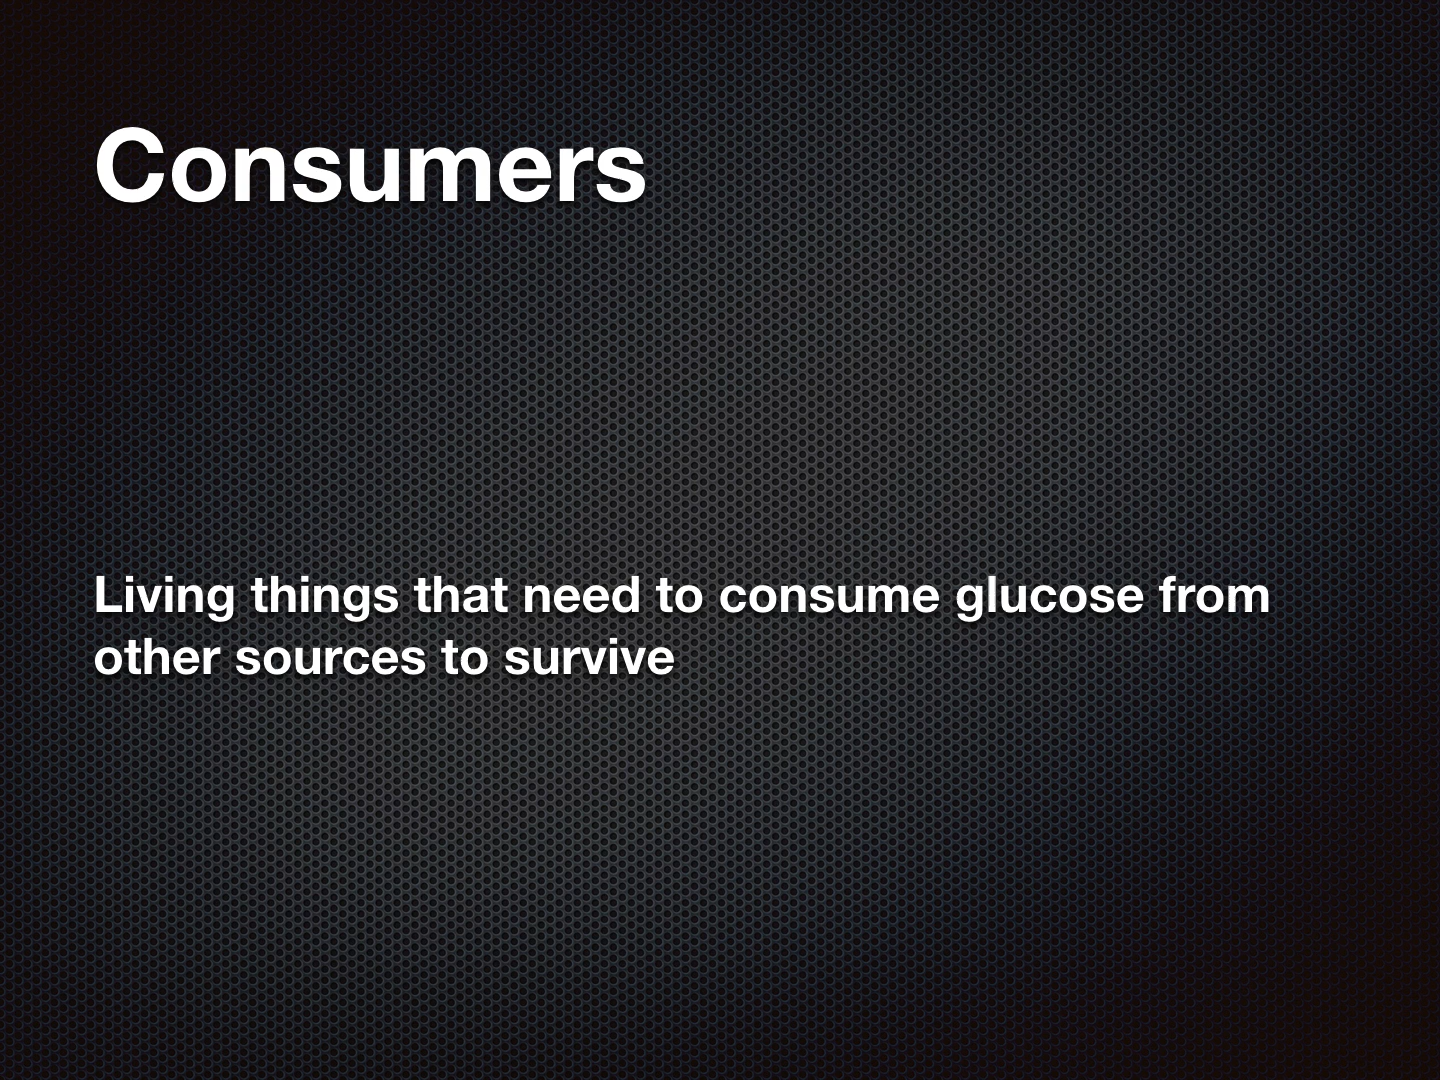 Consumers
Living things that need to consume glucose from
other sources to survive